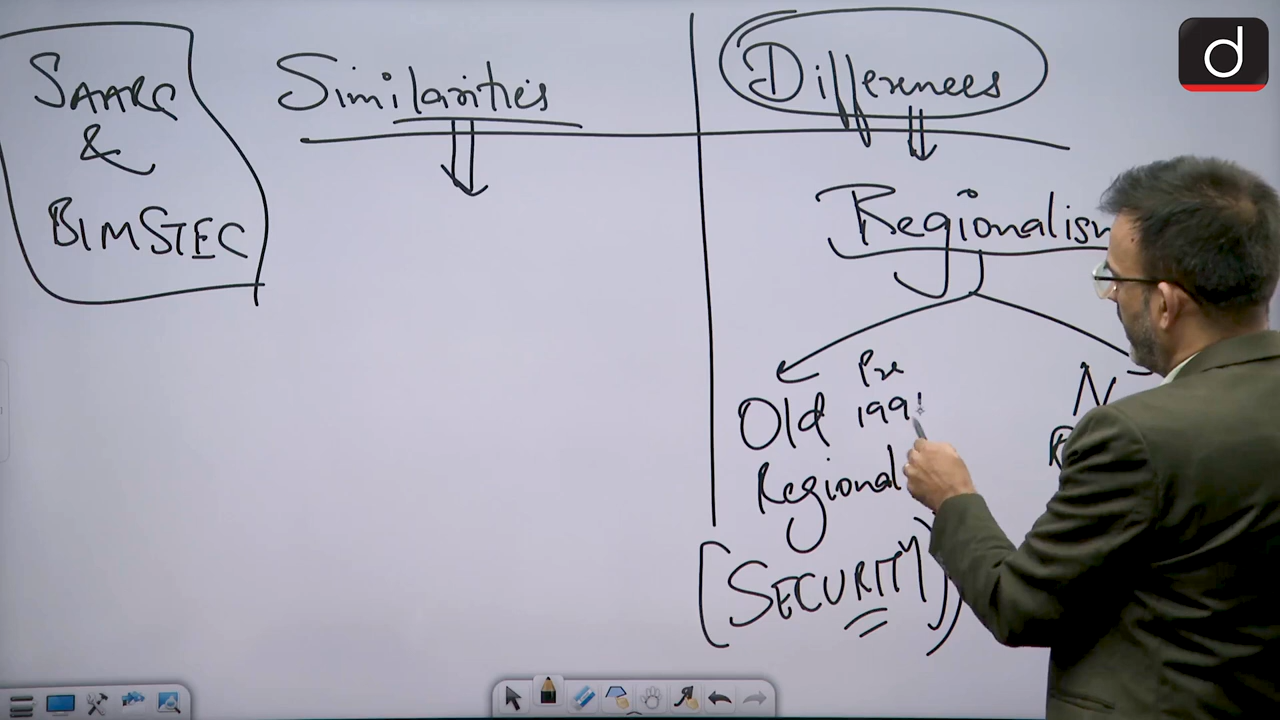 SAARC
&
BIMSTEC
Similarities
Differences
Regionalism
Old Pre
1991
Regional
(SECURITY)
N
R
d